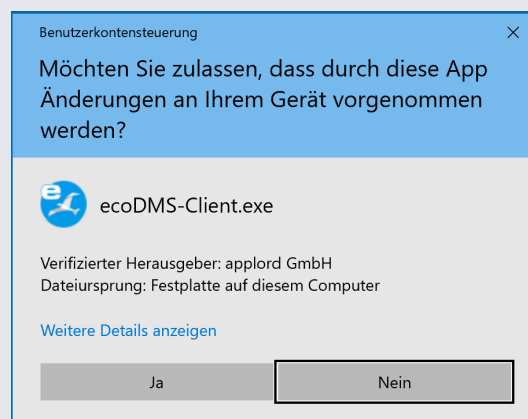 Benutzerkontensteuerung
Möchten Sie zulassen, dass durch diese App
Änderungen an Ihrem Gerät vorgenommen
werden?
e
ecoDMS-Client.exe
Verifizierter Herausgeber: applord GmbH
Dateiursprung: Festplatte auf diesem Computer
Weitere Details anzeigen
Ja
Nein